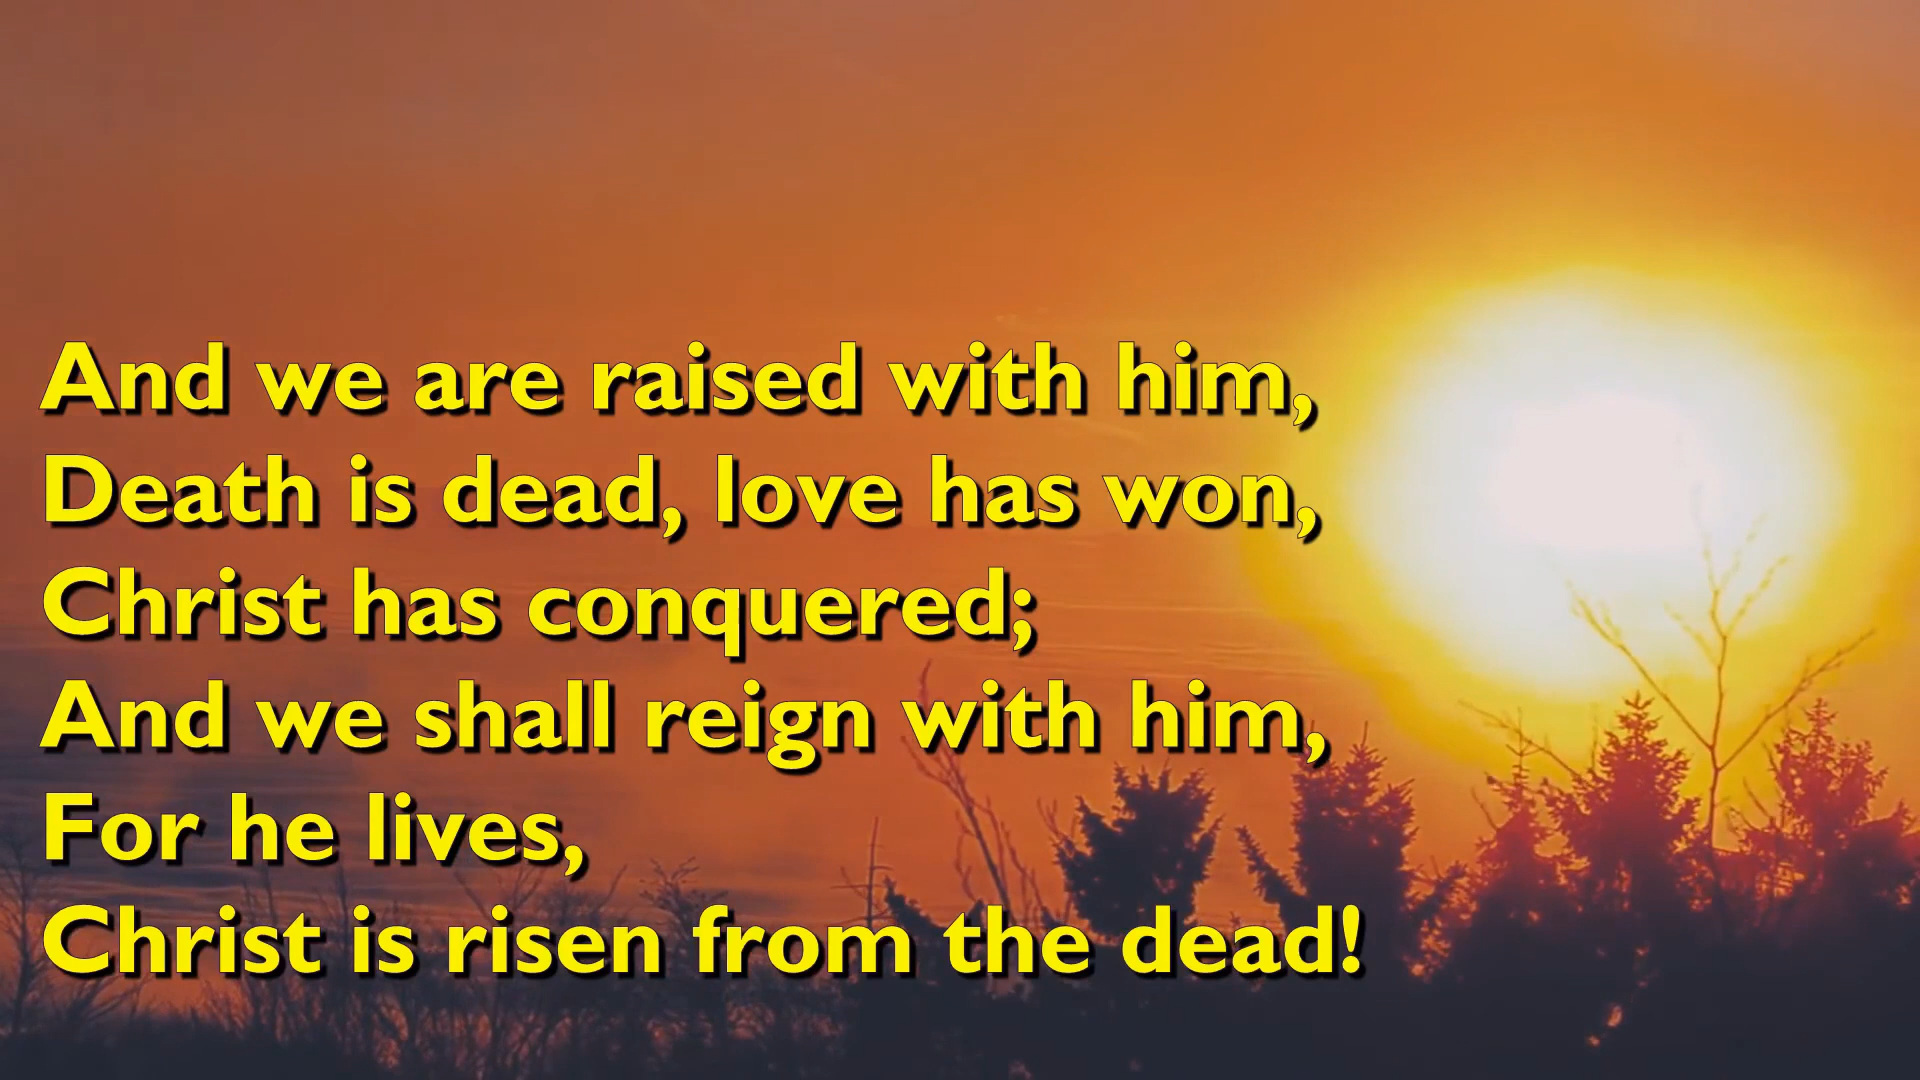 And we are raised with him,
Death is dead, love has won,
Christ has conquered;
And we shall reign with him,
For he lives,
Christ is risen from the dead!